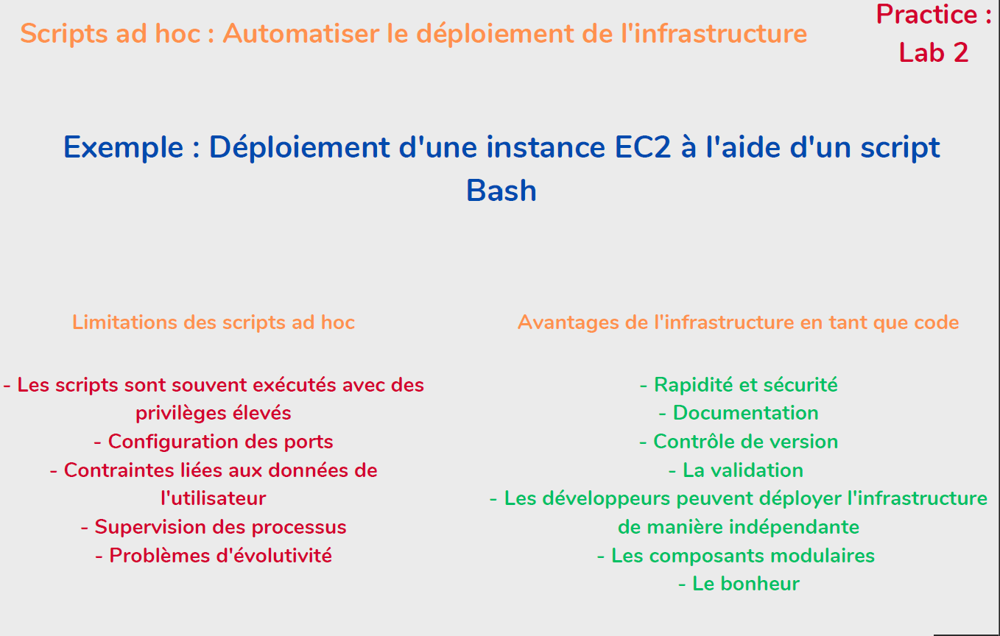 Scripts ad hoc : Automatiser le déploiement de l'infrastructure
Practice :
Lab 2
Exemple : Déploiement d'une instance EC2 à l'aide d'un script
Bash
Limitations des scripts ad hoc
- Les scripts sont souvent exécutés avec des
privilèges élevés
- Configuration des ports
- Contraintes liées aux données de
l'utilisateur
- Supervision des processus
- Problèmes d'évolutivité
Avantages de l'infrastructure en tant que code
- Rapidité et sécurité
- Documentation
- Contrôle de version
- La validation
- Les développeurs peuvent déployer l'infrastructure
de manière indépendante
- Les composants modulaires
- Le bonheur